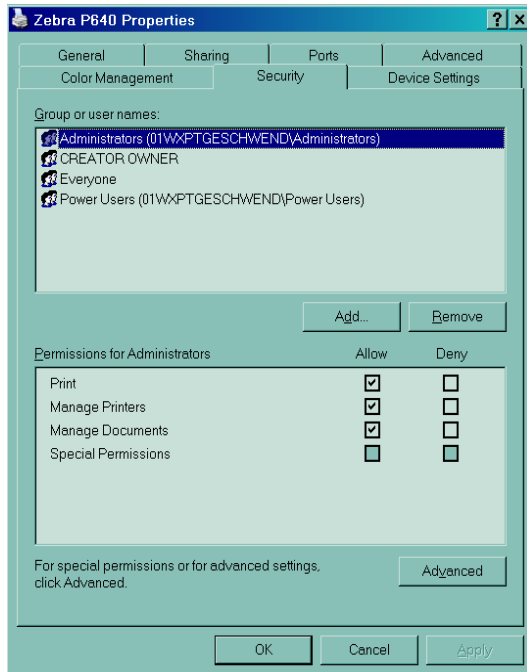 Zebra P640 Properties
General Sharing Ports Advanced
Color Management Security Device Settings
Group or user names:
Administrators (01WXPTGESCHWEND\Administrators)
CREATOR OWNER
Everyone
Power Users (01WXPTGESCHWEND\Power Users)
Add... Remove
Permissions for Administrators Allow Deny
Print
Manage Printers
Manage Documents
Special Permissions
For special permissions or for advanced settings,
click Advanced.
Advanced
OK Cancel Apply